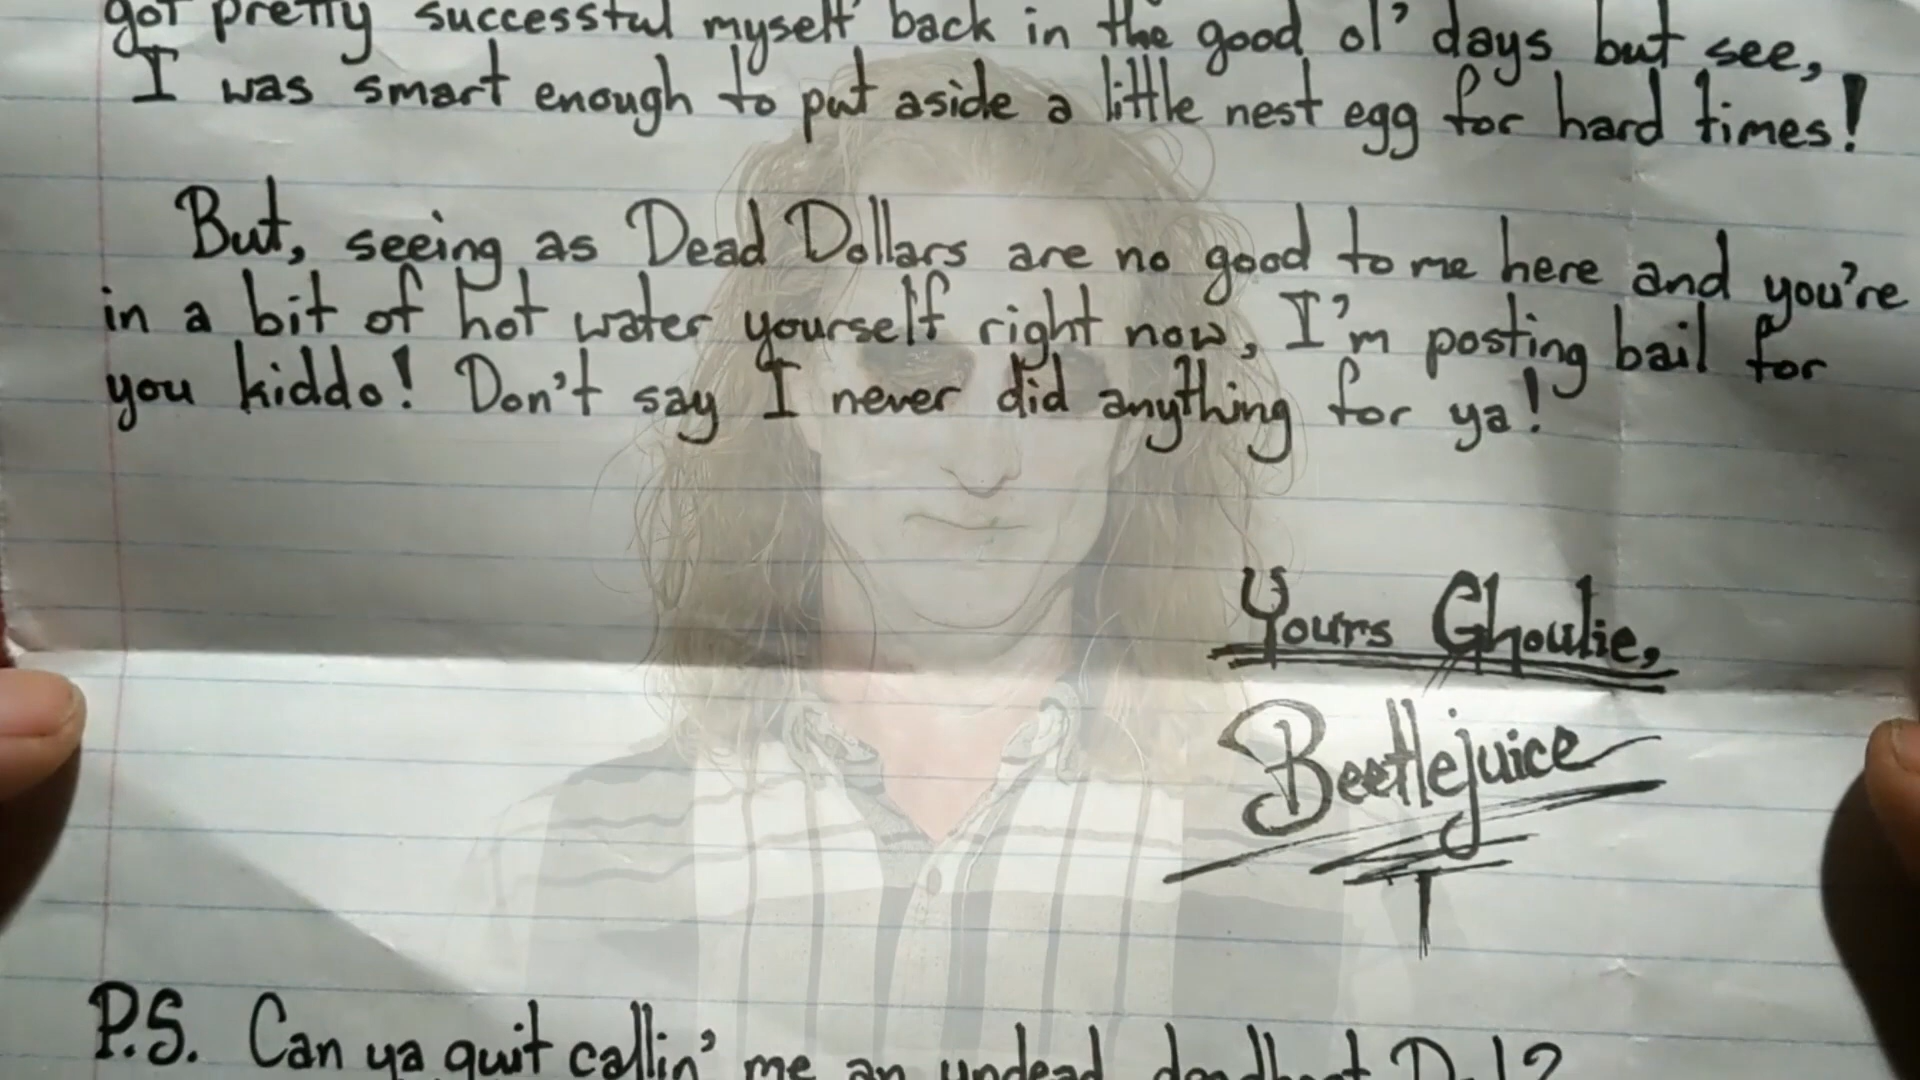 got pretty successful myself back in the good ol' days but see,
I was smart enough to put aside a little nest egg for hard times!
But, seeing as Dead Dollars are no good to me here and you're
in a bit of hot water yourself right now, I'm posting bail for
you kiddo! Don't say I never did anything for ya!
Yours Ghoulie,
Beetlejuice
P.S. Can ya quit callin' me an undead deadbeat